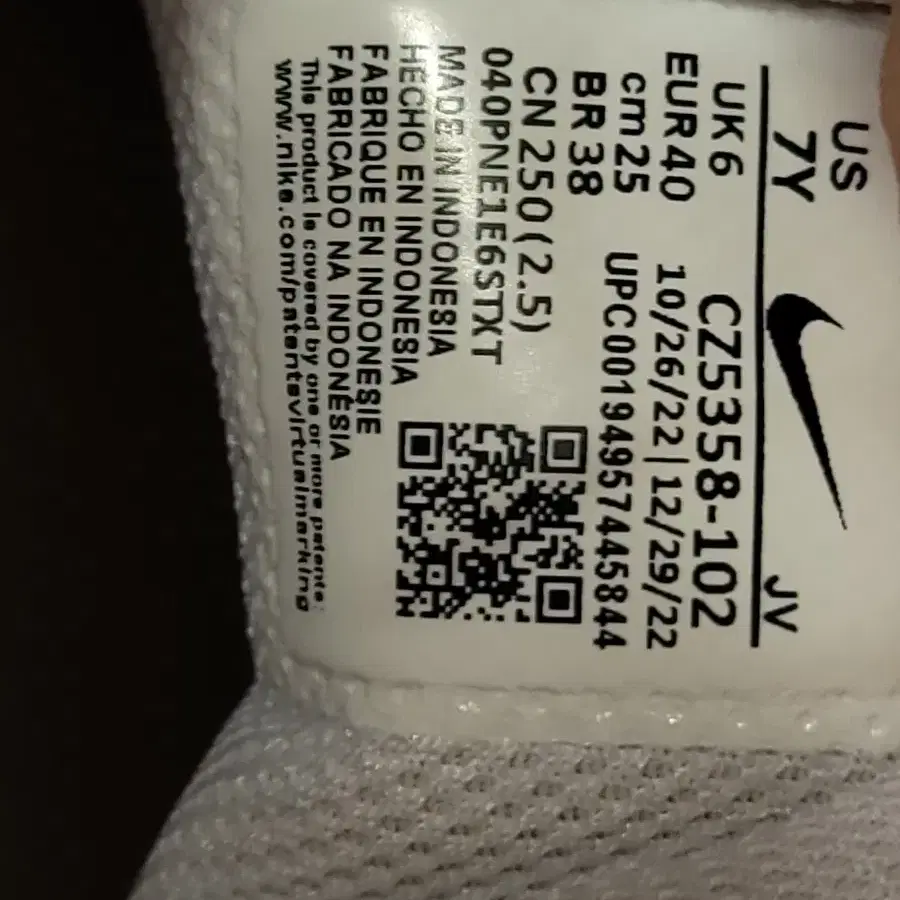 US
7Y
JV
UK 6
CZ5358-102
EUR 40
10/26/22|12/29/22
cm 25
UPC00194957445844
BR 38
CN 250(2.5)
040PNE1E6STXT
MADE IN INDONESIA
HECHO EN INDONESIA
FABRIQUE EN INDONESIE
FABRICADO NA INDONÉSIA
This product is covered by one or more patents:
www.nike.com/patentsvirtualmarking